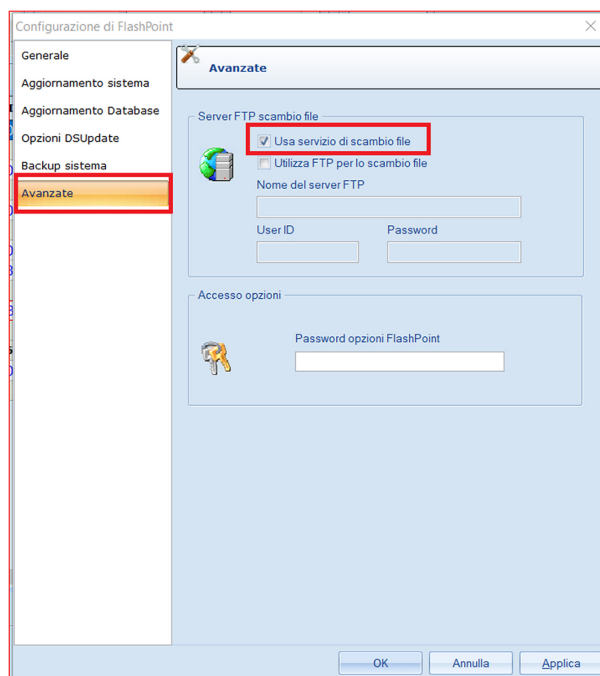 Configurazione di FlashPoint
Generale
Aggiornamento sistema
Aggiornamento Database
Opzioni DSUpdate
Backup sistema
Avanzate
Avanzate
Server FTP scambio file
Usa servizio di scambio file
Utilizza FTP per lo scambio file
Nome del server FTP
User ID Password
Accesso opzioni
Password opzioni FlashPoint
OK Annulla Applica